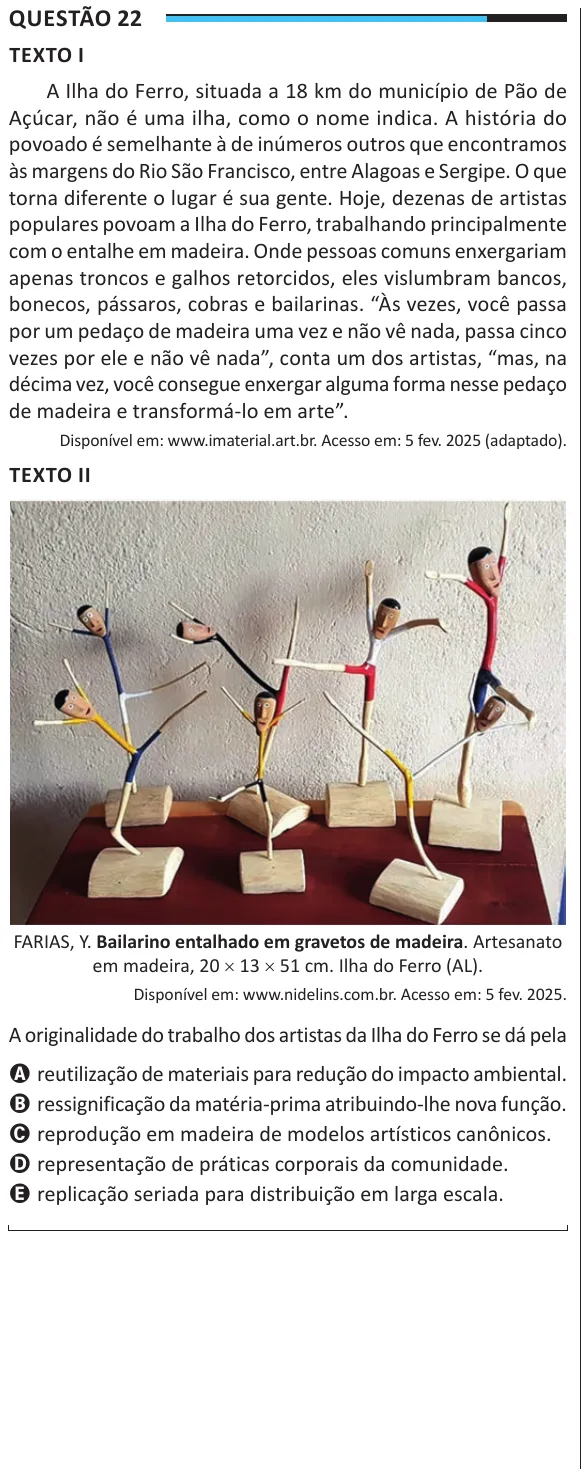 QUESTÃO 22
TEXTO I
A Ilha do Ferro, situada a 18 km do município de Pão de
Açúcar, não é uma ilha, como o nome indica. A história do
povoado é semelhante à de inúmeros outros que encontramos
às margens do Rio São Francisco, entre Alagoas e Sergipe. O que
torna diferente o lugar é sua gente. Hoje, dezenas de artistas
populares povoam a Ilha do Ferro, trabalhando principalmente
com o entalhe em madeira. Onde pessoas comuns enxergariam
apenas troncos e galhos retorcidos, eles vislumbram bancos,
bonecos, pássaros, cobras e bailarinas. “Às vezes, você passa
por um pedaço de madeira uma vez e não vê nada, passa cinco
vezes por ele e não vê nada”, conta um dos artistas, “mas, na
décima vez, você consegue enxergar alguma forma nesse pedaço
de madeira e transformá-lo em arte”.
Disponível em: www.imaterial.art.br. Acesso em: 5 fev. 2025 (adaptado).
TEXTO II
FARIAS, Y. Bailarino entalhado em gravetos de madeira. Artesanato
em madeira, 20 × 13 × 51 cm. Ilha do Ferro (AL).
Disponível em: www.nidelins.com.br. Acesso em: 5 fev. 2025.
A originalidade do trabalho dos artistas da Ilha do Ferro se dá pela
A reutilização de materiais para redução do impacto ambiental.
B ressignificação da matéria-prima atribuindo-lhe nova função.
C reprodução em madeira de modelos artísticos canônicos.
D representação de práticas corporais da comunidade.
E replicação seriada para distribuição em larga escala.